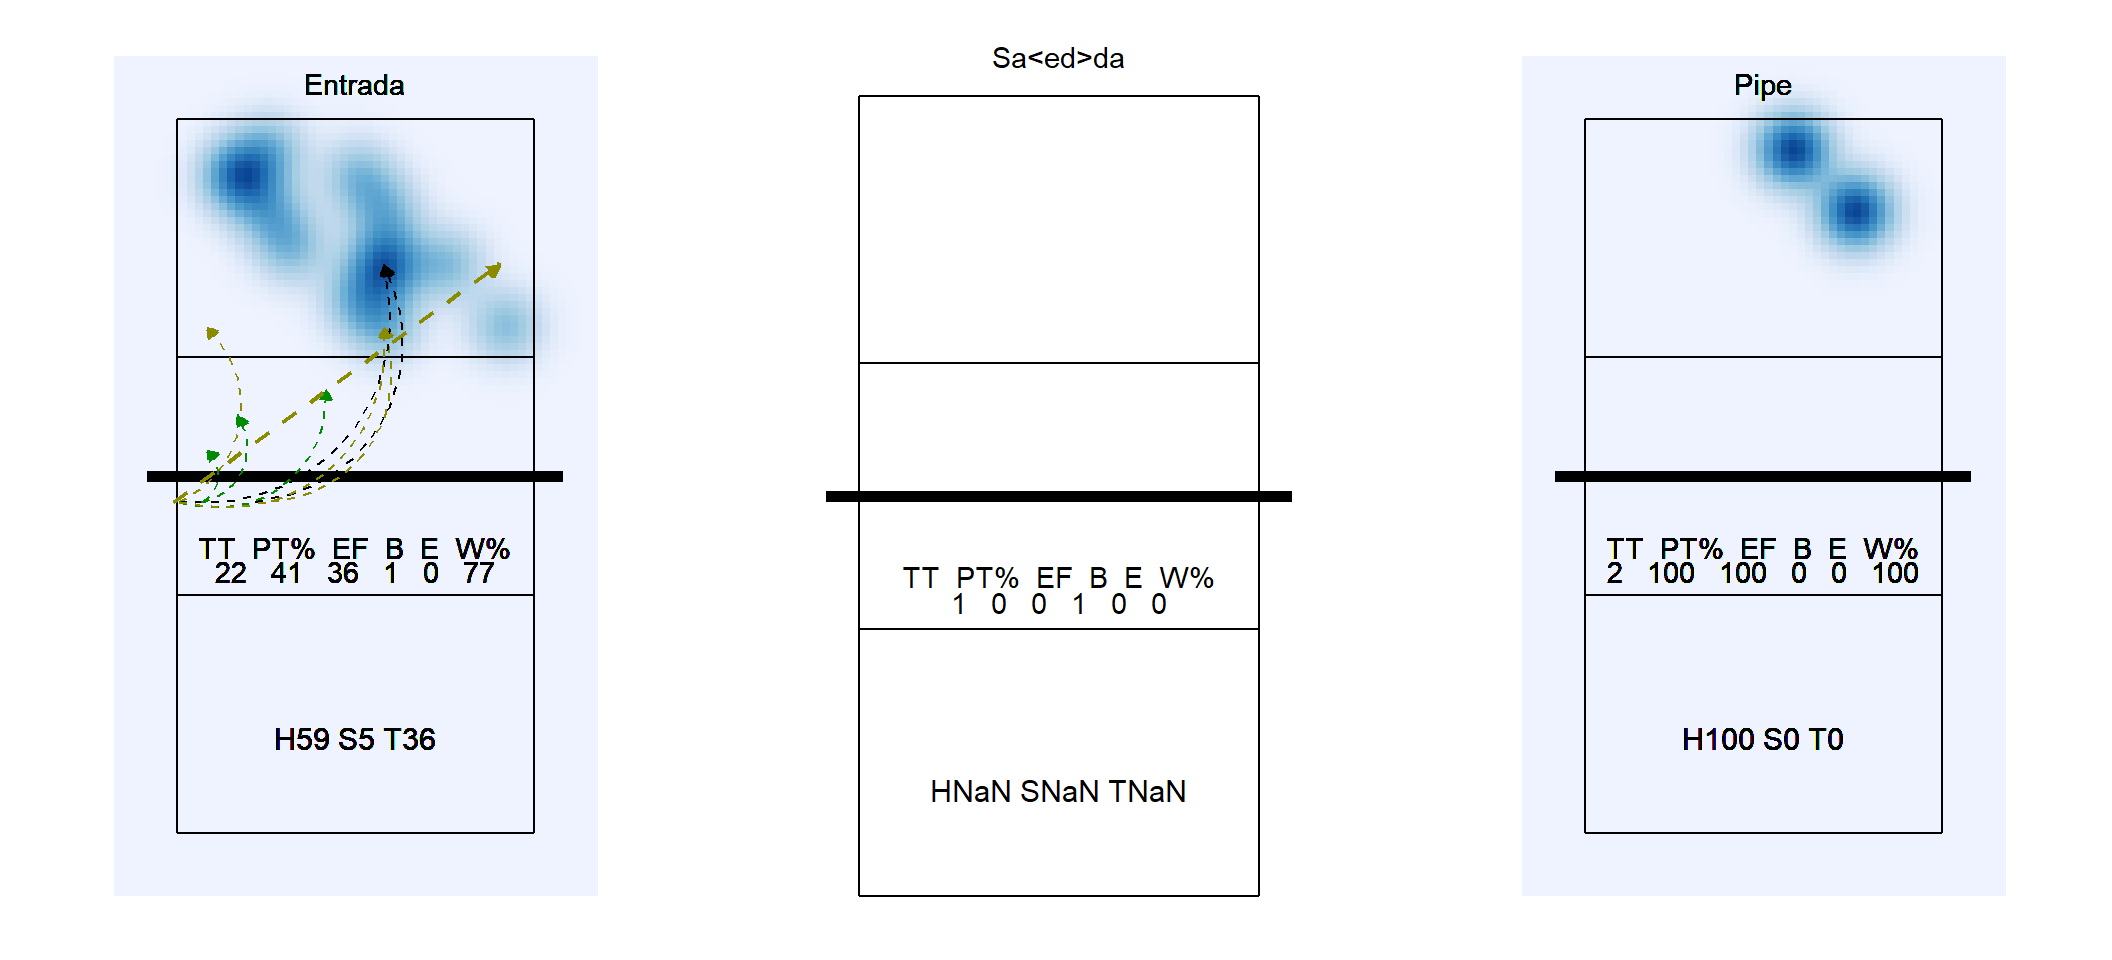 Entrada
TT PT% EF B E W%
22 41 36 1 0 77
H59 S5 T36
Sa<ed>da
TT PT% EF B E W%
1 0 0 1 0 0
HNaN SNaN TNaN
Pipe
TT PT% EF B E W%
2 100 100 0 0 100
H100 S0 T0